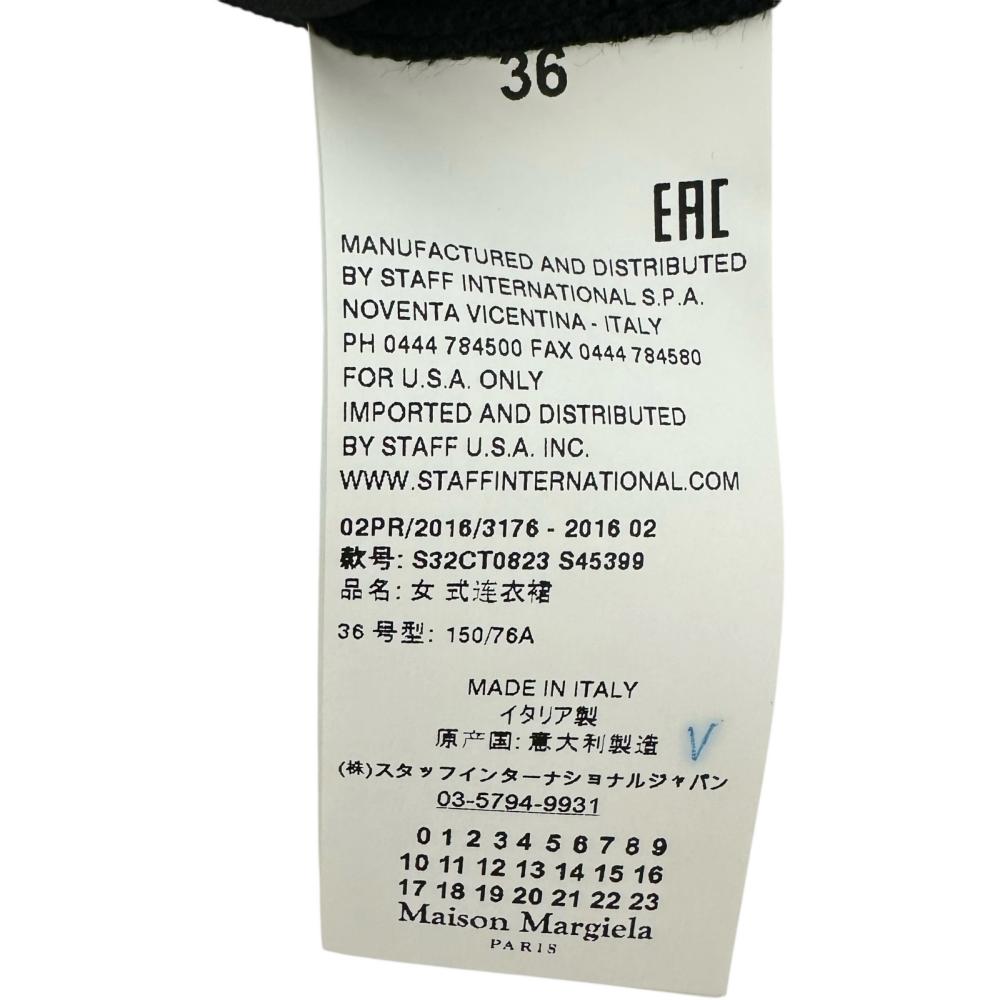 36
EAC
MANUFACTURED AND DISTRIBUTED
BY STAFF INTERNATIONAL S.P.A.
NOVENTA VICENTINA - ITALY
PH 0444 784500 FAX 0444 784580
FOR U.S.A. ONLY
IMPORTED AND DISTRIBUTED
BY STAFF U.S.A. INC.
WWW.STAFFINTERNATIONAL.COM
02PR/2016/3176 - 2016 02
款号: S32CT0823 S45399
品名: 女 式连衣裙
36 号型: 150/76A
MADE IN ITALY
イタリア製
原产国: 意大利製造 V
(株)スタッフインターナショナルジャパン
03-5794-9931
0 1 2 3 4 5 6 7 8 9
10 11 12 13 14 15 16
17 18 19 20 21 22 23
Maison Margiela
PARIS